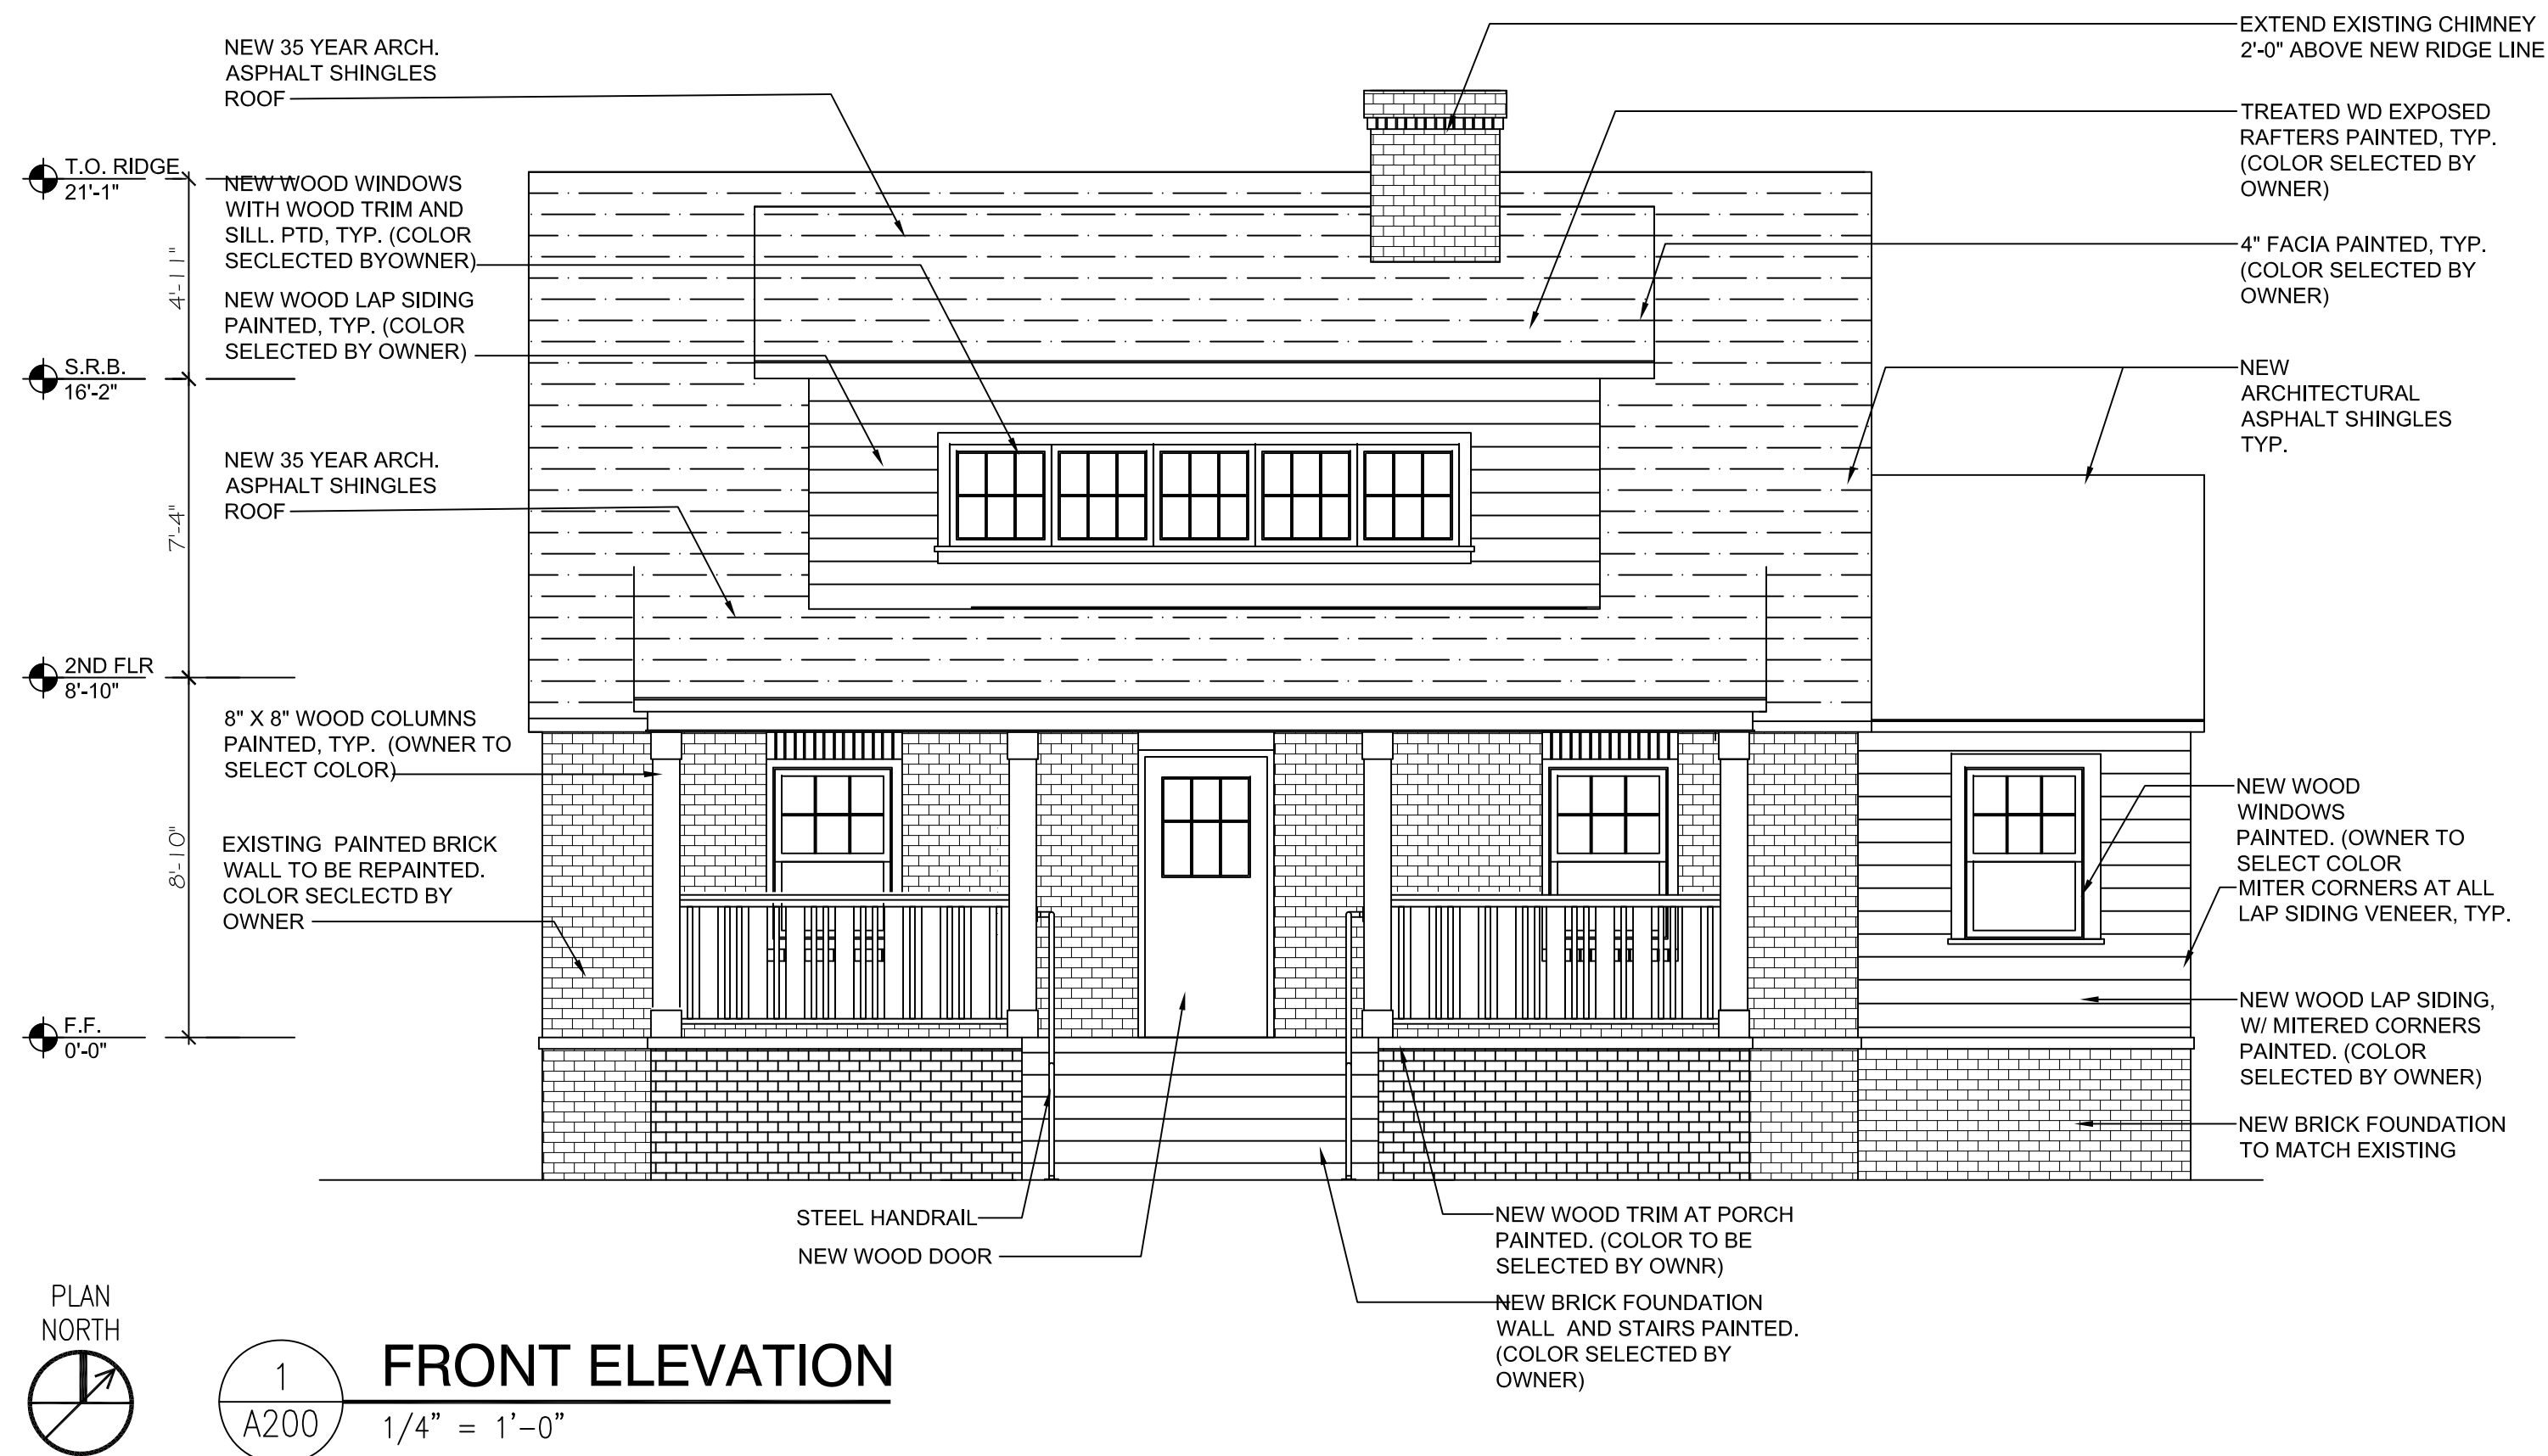 NEW 35 YEAR ARCH.
ASPHALT SHINGLES
ROOF
T.O. RIDGE
21'-1"
NEW WOOD WINDOWS
WITH WOOD TRIM AND
SILL. PTD, TYP. (COLOR
SECLECTED BYOWNER)
4'-11"
NEW WOOD LAP SIDING
PAINTED, TYP. (COLOR
SELECTED BY OWNER)
S.R.B.
16'-2"
NEW 35 YEAR ARCH.
ASPHALT SHINGLES
ROOF
7'-4"
2ND FLR
8'-10"
8" X 8" WOOD COLUMNS
PAINTED, TYP. (OWNER TO
SELECT COLOR)
8'-10"
EXISTING PAINTED BRICK
WALL TO BE REPAINTED.
COLOR SECLECTD BY
OWNER
F.F.
0'-0"
EXTEND EXISTING CHIMNEY
2'-0" ABOVE NEW RIDGE LINE
TREATED WD EXPOSED
RAFTERS PAINTED, TYP.
(COLOR SELECTED BY
OWNER)
4" FACIA PAINTED, TYP.
(COLOR SELECTED BY
OWNER)
NEW
ARCHITECTURAL
ASPHALT SHINGLES
TYP.
NEW WOOD
WINDOWS
PAINTED. (OWNER TO
SELECT COLOR
MITER CORNERS AT ALL
LAP SIDING VENEER, TYP.
NEW WOOD LAP SIDING,
W/ MITERED CORNERS
PAINTED. (COLOR
SELECTED BY OWNER)
NEW BRICK FOUNDATION
TO MATCH EXISTING
STEEL HANDRAIL
NEW WOOD DOOR
NEW WOOD TRIM AT PORCH
PAINTED. (COLOR TO BE
SELECTED BY OWNR)
NEW BRICK FOUNDATION
WALL AND STAIRS PAINTED.
(COLOR SELECTED BY
OWNER)
PLAN
NORTH
1
A200
FRONT ELEVATION
1/4" = 1'-0"